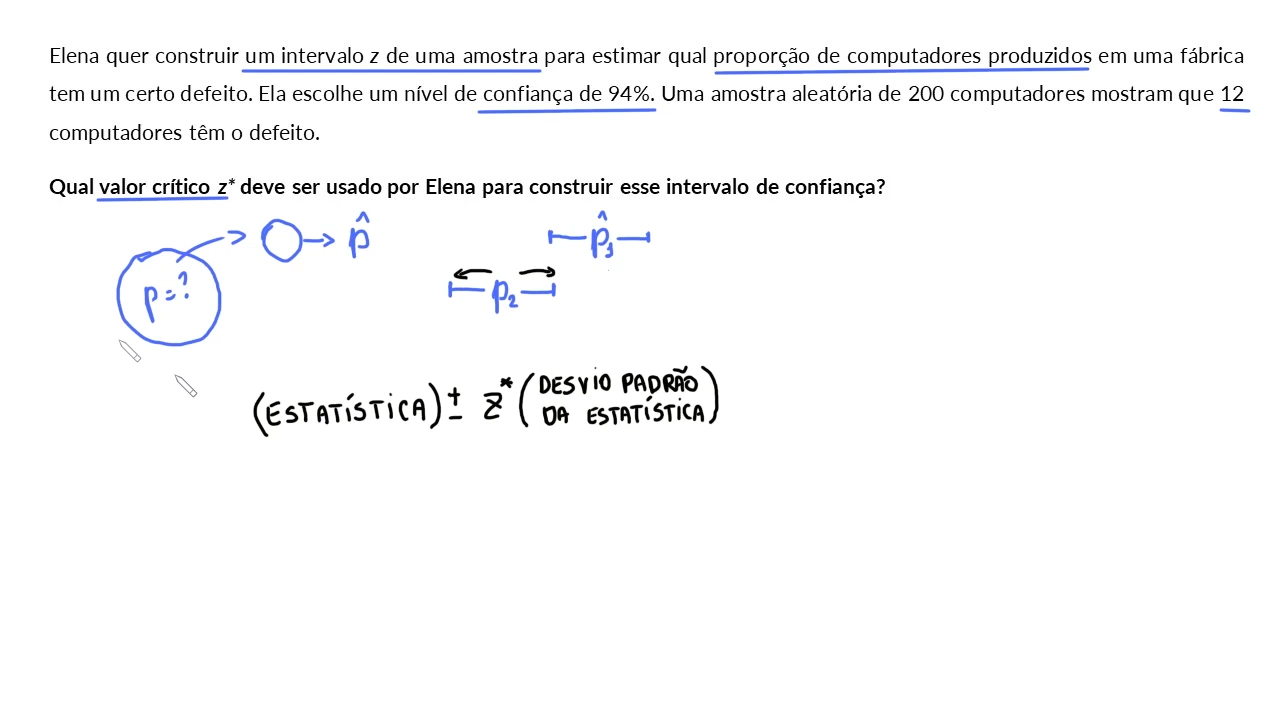 Elena quer construir um intervalo z de uma amostra para estimar qual proporção de computadores produzidos em uma fábrica
tem um certo defeito. Ela escolhe um nível de confiança de 94%. Uma amostra aleatória de 200 computadores mostram que 12
computadores têm o defeito.
Qual valor crítico z* deve ser usado por Elena para construir esse intervalo de confiança?
p̂ p̂₁
p=? p₂
(ESTATÍSTICA) ± z* (DESVIO PADRÃO
DA ESTATÍSTICA)